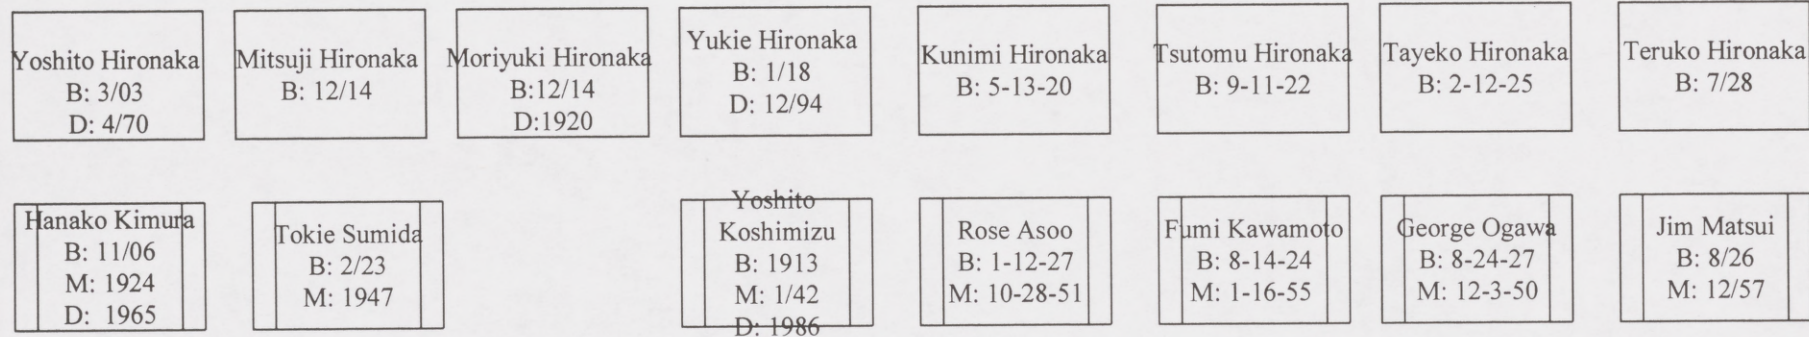 Yoshito Hironaka
B: 3/03
D: 4/70
Mitsuji Hironaka
B: 12/14
Moriyuki Hironaka
B:12/14
D:1920
Yukie Hironaka
B: 1/18
D: 12/94
Kunimi Hironaka
B: 5-13-20
Tsutomu Hironaka
B: 9-11-22
Tayeko Hironaka
B: 2-12-25
Teruko Hironaka
B: 7/28
Hanako Kimura
B: 11/06
M: 1924
D: 1965
Tokie Sumida
B: 2/23
M: 1947
Yoshito
Koshimizu
B: 1913
M: 1/42
D: 1986
Rose Asoo
B: 1-12-27
M: 10-28-51
Fumi Kawamoto
B: 8-14-24
M: 1-16-55
George Ogawa
B: 8-24-27
M: 12-3-50
Jim Matsui
B: 8/26
M: 12/57